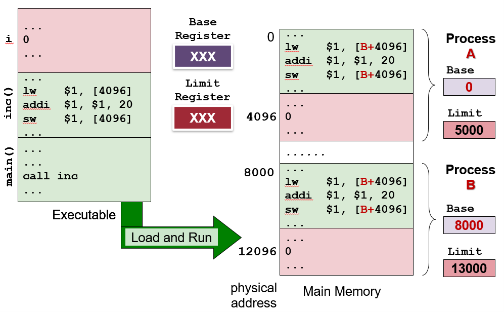 i
...
0
...
inc()
...
lw $1, [4096]
addi $1, $1, 20
sw $1, [4096]
...
main()
...
call inc
...
...
Executable
Load and Run
Base
Register
XXX
Limit
Register
XXX
0
...
lw $1, [B+4096]
addi $1, $1, 20
sw $1, [B+4096]
...
4096
...
0
...
......
8000
...
lw $1, [B+4096]
addi $1, $1, 20
sw $1, [B+4096]
...
12096
...
0
...
physical
address
Main Memory
Process
A
Base
0
Limit
5000
Process
B
Base
8000
Limit
13000